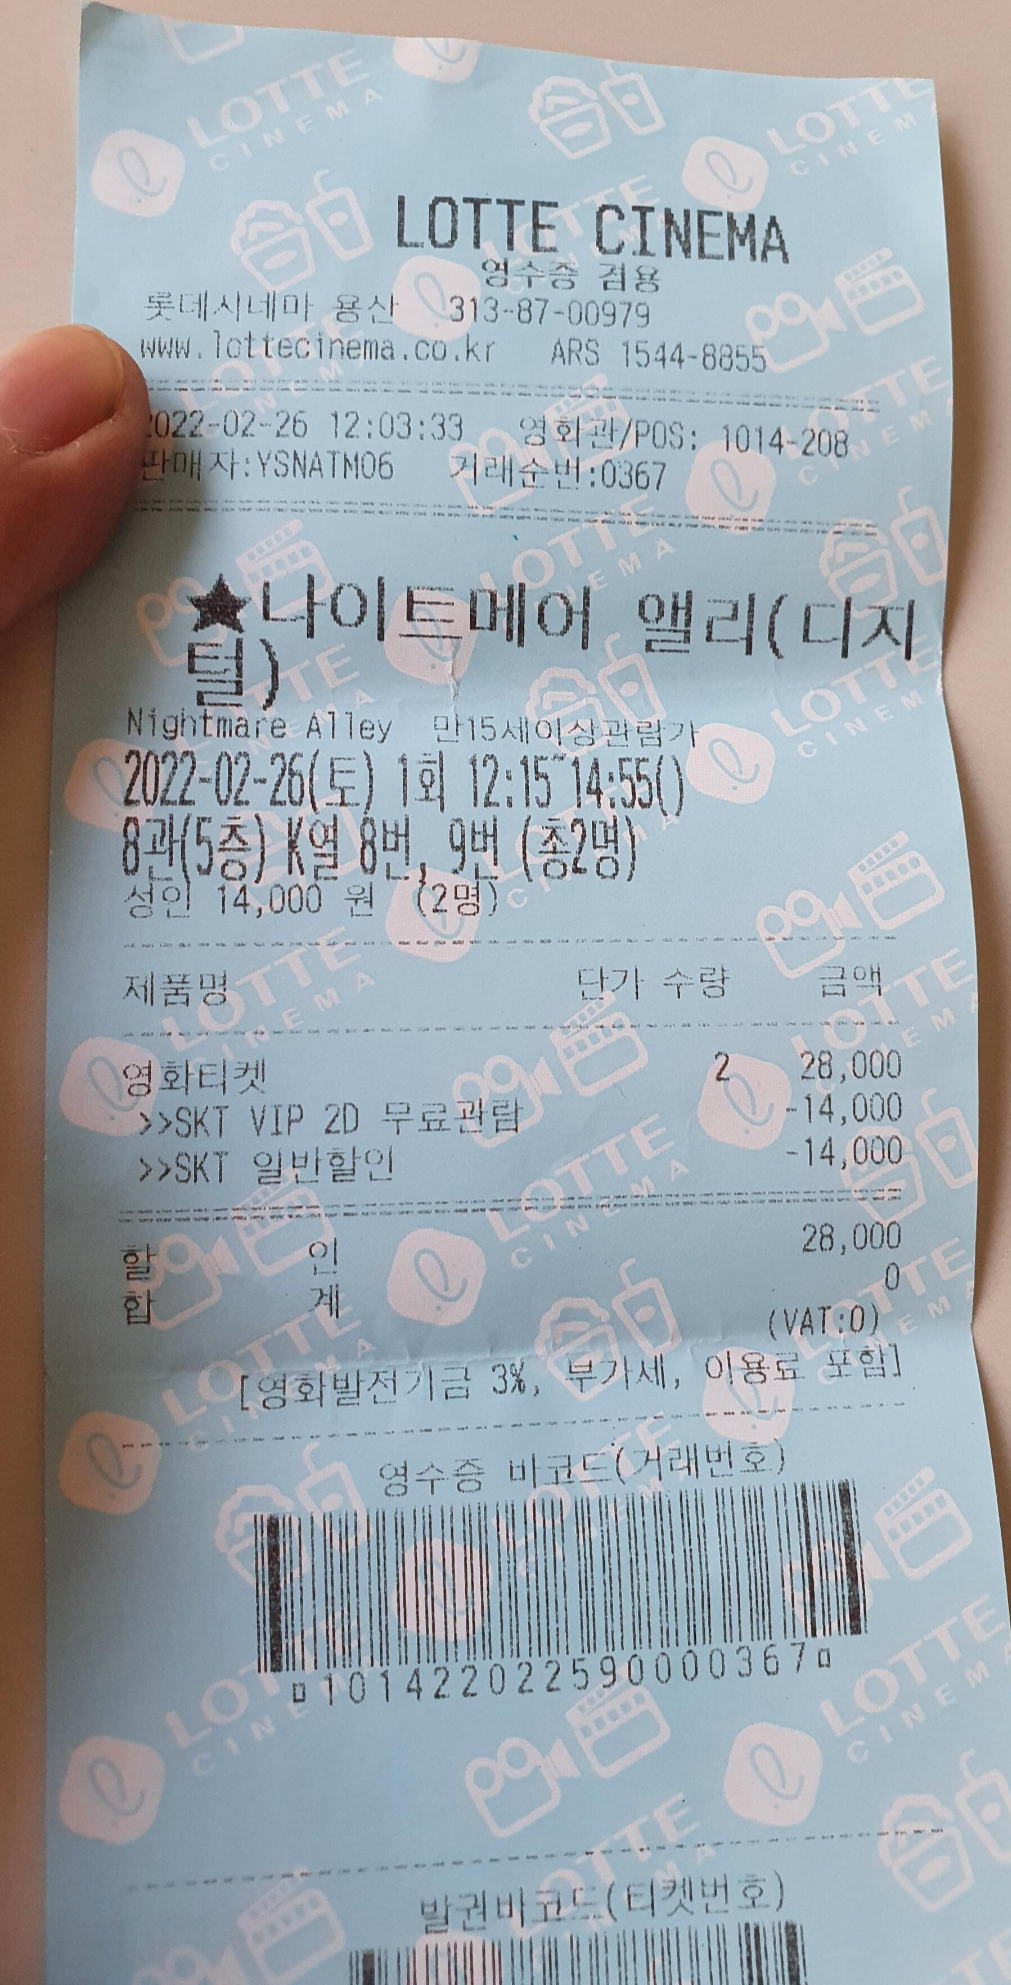 LOTTE CINEMA
영수증 겸용
롯데시네마 용산 313-87-00979
www.lottecinema.co.kr ARS 1544-8855
2022-02-26 12:03:33 영화관/POS: 1014-208
판매자:YSNATM06 거래순번:0367
★나이트메어 앨리(디지
털)
Nightmare Alley 만15세이상관람가
2022-02-26(토) 1회 12:15~14:55()
8관(5층) K열 8번, 9번 (총2명)
성인 14,000 원 (2명)
제품명 단가 수량 금액
영화티켓 2 28,000
>>SKT VIP 2D 무료관람 -14,000
>>SKT 일반할인 -14,000
할 인 28,000
합 계 0
(VAT:0)
[영화발전기금 3%, 부가세, 이용료 포함]
영수증 바코드(거래번호)
101422022590000367
발권바코드(티켓번호)